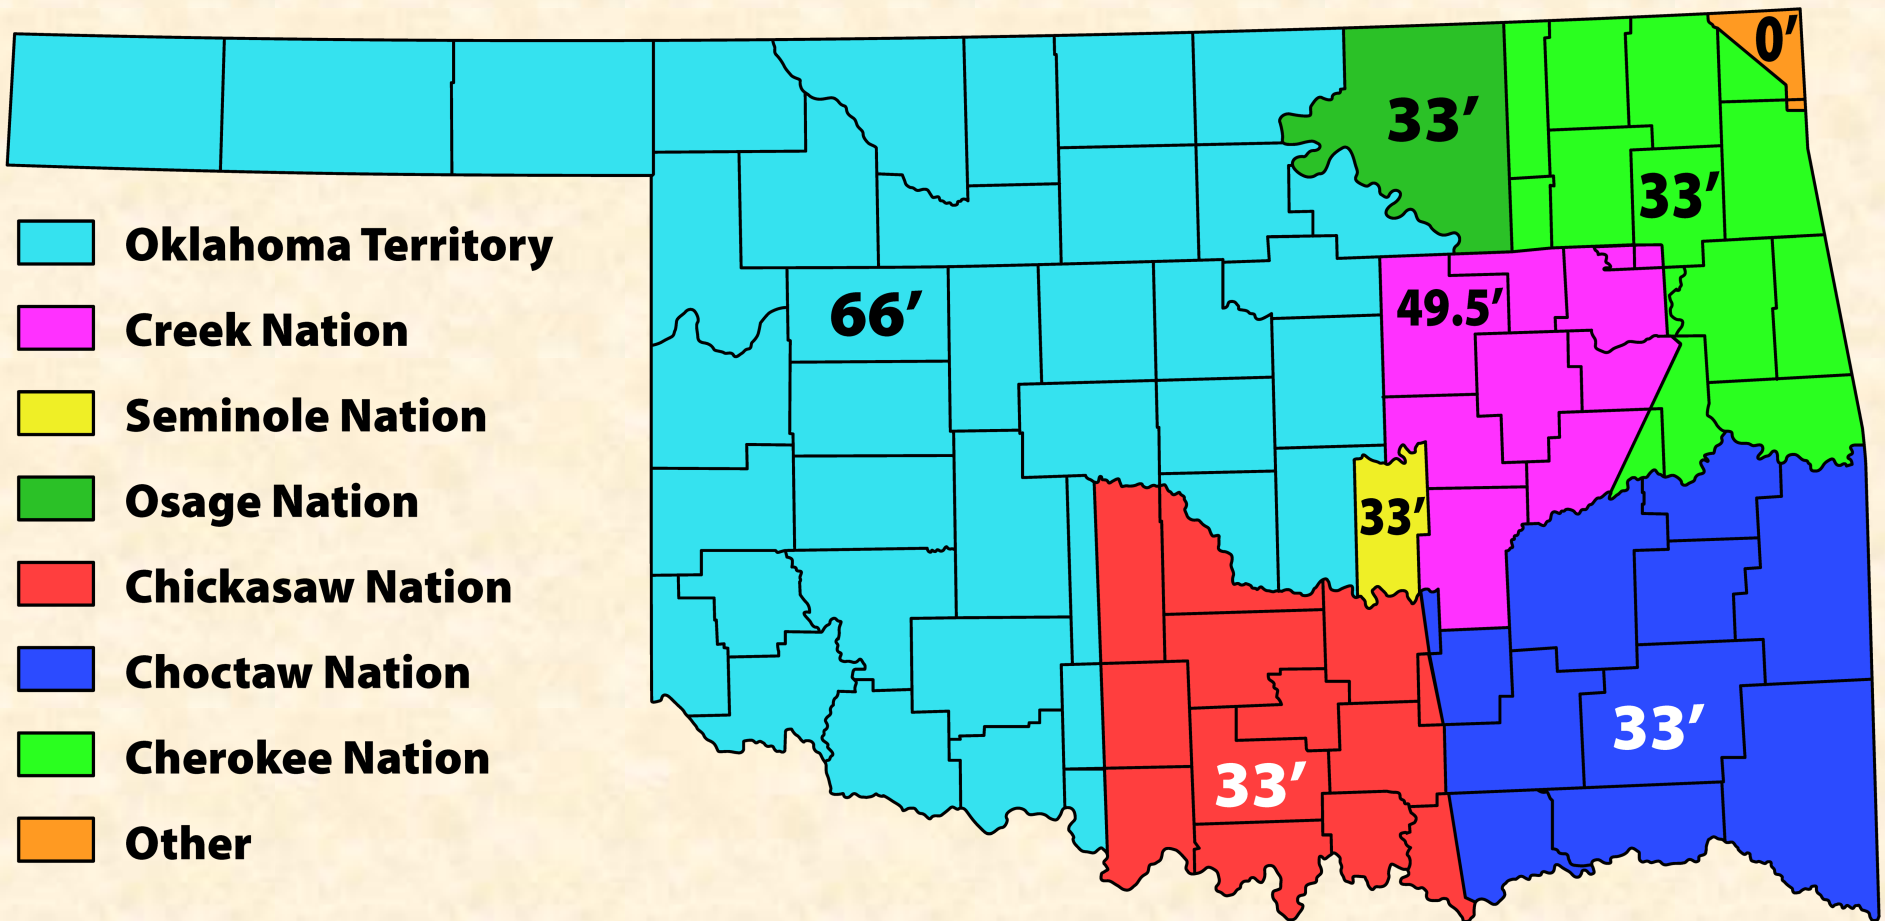 0′
33′
33′
66′
49.5′
33′
33′
33′
Oklahoma Territory
Creek Nation
Seminole Nation
Osage Nation
Chickasaw Nation
Choctaw Nation
Cherokee Nation
Other